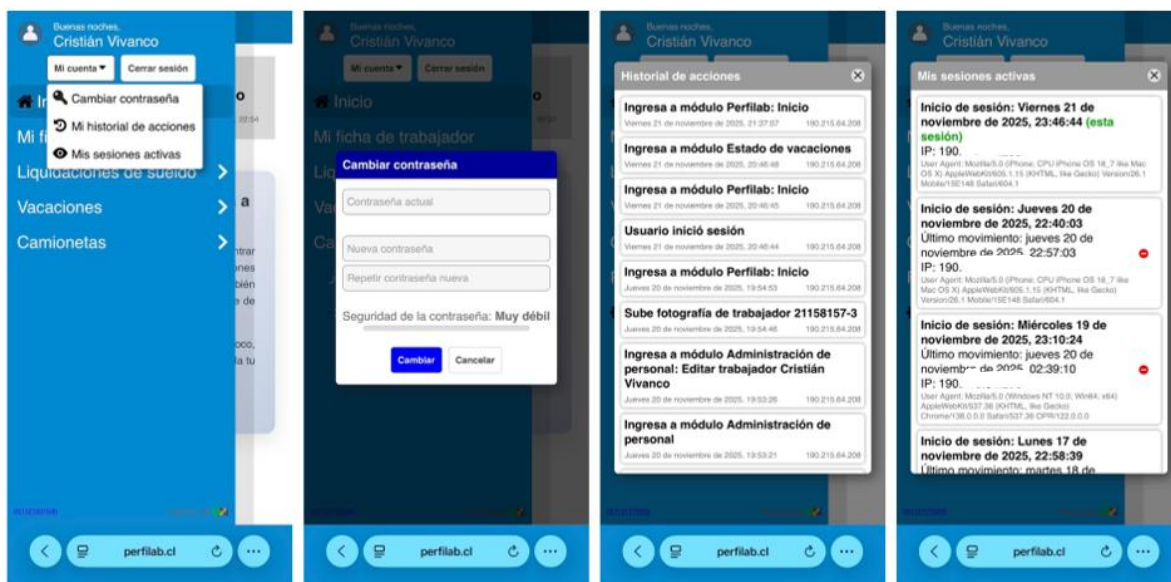 Buenas noches,
Cristián Vivanco
Mi cuenta
Cerrar sesión
Cambiar contraseña
Mi historial de acciones
Mis sesiones activas
Liquidaciones de sueldo
Vacaciones
Camionetas
perfilab.cl
Buenas noches,
Cristián Vivanco
Mi cuenta
Cerrar sesión
Inicio
Mi ficha de trabajador
Cambiar contraseña
Contraseña actual
Nueva contraseña
Repetir contraseña nueva
Seguridad de la contraseña: Muy débil
Cambiar
Cancelar
perfilab.cl
Buenas noches,
Cristián Vivanco
Historial de acciones
Ingresa a módulo Perfilab: Inicio
Viernes 21 de noviembre de 2025, 21:37:07 190.215.64.208
Ingresa a módulo Estado de vacaciones
Viernes 21 de noviembre de 2025, 20:46:48 190.215.64.208
Ingresa a módulo Perfilab: Inicio
Viernes 21 de noviembre de 2025, 20:46:45 190.215.64.208
Usuario inició sesión
Viernes 21 de noviembre de 2025, 20:46:44 190.215.64.208
Ingresa a módulo Perfilab: Inicio
Jueves 20 de noviembre de 2025, 19:54:53 190.215.64.208
Sube fotografía de trabajador 21158157-3
Jueves 20 de noviembre de 2025, 19:54:46 190.215.64.208
Ingresa a módulo Administración de
personal: Editar trabajador Cristián
Vivanco
Jueves 20 de noviembre de 2025, 19:53:26 190.215.64.208
Ingresa a módulo Administración de
personal
Jueves 20 de noviembre de 2025, 19:53:21 190.215.64.208
perfilab.cl
Buenas noches,
Cristián Vivanco
Mis sesiones activas
Inicio de sesión: Viernes 21 de
noviembre de 2025, 23:46:44 (esta
sesión)
IP: 190.
User Agent: Mozilla/5.0 (iPhone; CPU iPhone OS 18_7 like Mac
OS X) AppleWebKit/605.1.15 (KHTML, like Gecko) Version/26.1
Mobile/15E148 Safari/604.1
Inicio de sesión: Jueves 20 de
noviembre de 2025, 22:40:03
Último movimiento: jueves 20 de
noviembre de 2025, 22:57:03
IP: 190.
User Agent: Mozilla/5.0 (iPhone; CPU iPhone OS 18_7 like
Mac OS X) AppleWebKit/605.1.15 (KHTML, like Gecko)
Version/26.1 Mobile/15E148 Safari/604.1
Inicio de sesión: Miércoles 19 de
noviembre de 2025, 23:10:24
Último movimiento: jueves 20 de
noviembre de 2025, 02:39:10
IP: 190.
User Agent: Mozilla/5.0 (Windows NT 10.0; Win64; x64)
AppleWebKit/537.36 (KHTML, like Gecko)
Chrome/138.0.0.0 Safari/537.36 OPR/122.0.0.0
Inicio de sesión: Lunes 17 de
noviembre de 2025, 22:58:39
Último movimiento: martes 18 de
perfilab.cl